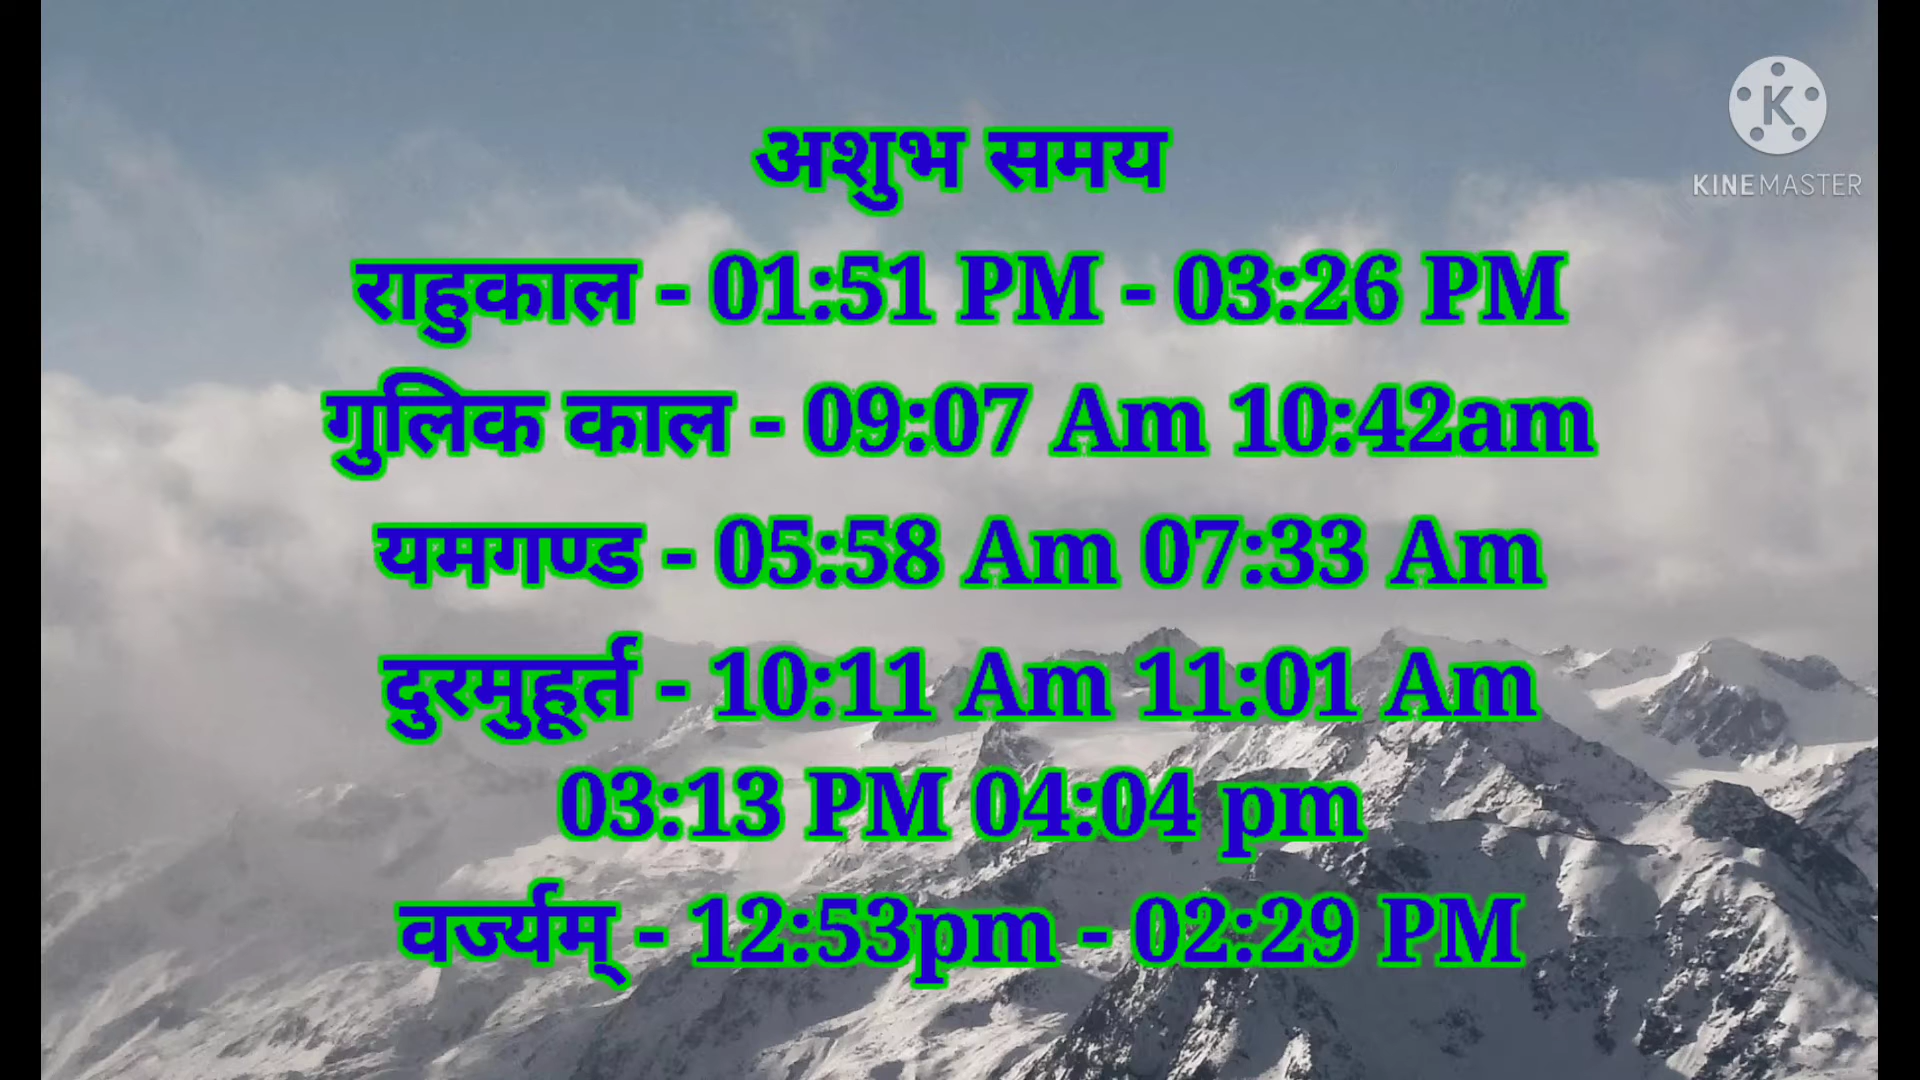 KINEMASTER
अशुभ समय
राहुकाल - 01:51 PM - 03:26 PM
गुलिक काल - 09:07 Am 10:42am
यमगण्ड - 05:58 Am 07:33 Am
दुरमुहूर्त - 10:11 Am 11:01 Am
03:13 PM 04:04 pm
वर्ज्यम् - 12:53pm - 02:29 PM